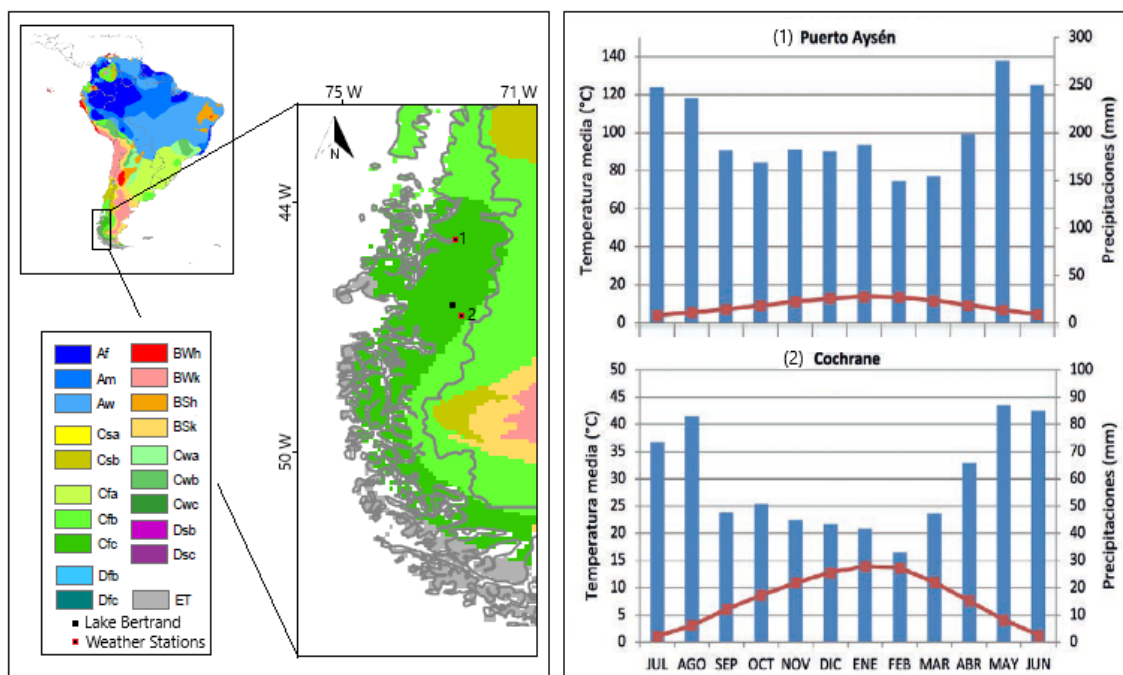 75 W 71 W
N
44 W
1
2
50 W
Af BWh
Am BWk
Aw BSh
Csa BSk
Csb Cwa
Cfa Cwb
Cfb Cwc
Cfc Dsb
Dfb Dsc
Dfc ET
Lake Bertrand
Weather Stations
(1) Puerto Aysén
Temperatura media (°C)
140
120
100
80
60
40
20
0
300
250
200
150
100
50
0
Precipitaciones (mm)
(2) Cochrane
Temperatura media (°C)
50
45
40
35
30
25
20
15
10
5
0
100
90
80
70
60
50
40
30
20
10
0
Precipitaciones (mm)
JUL AGO SEP OCT NOV DIC ENE FEB MAR ABR MAY JUN